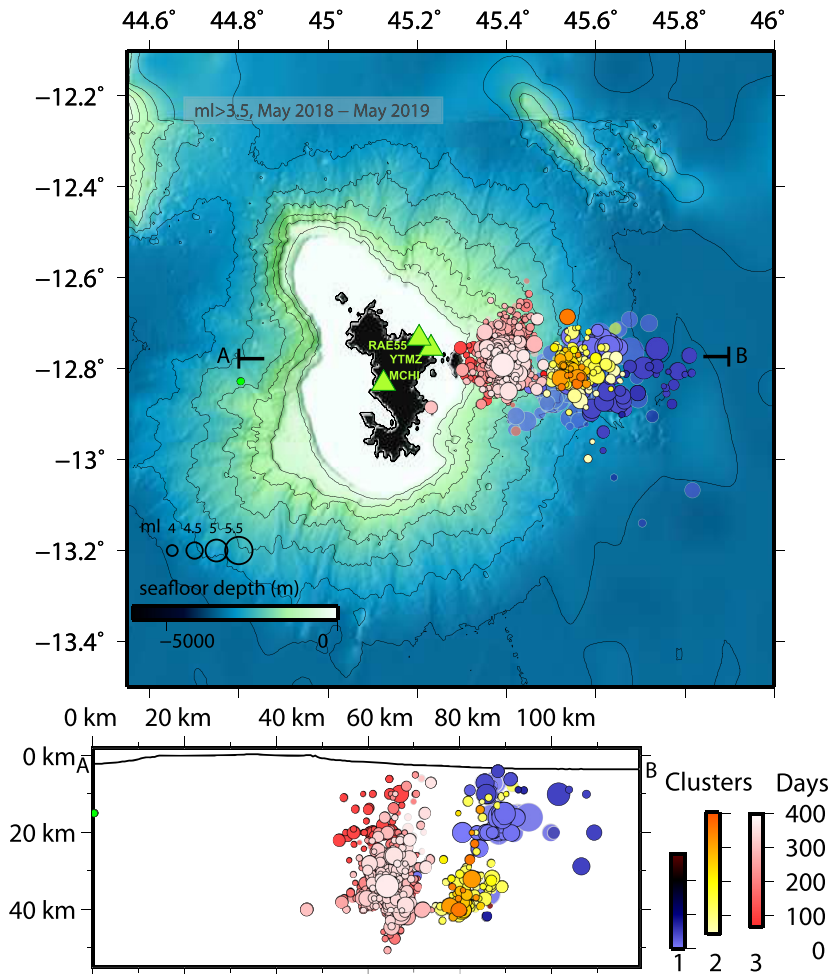 44.6° 44.8° 45° 45.2° 45.4° 45.6° 45.8° 46°
−12.2°
ml>3.5, May 2018 − May 2019
−12.4°
−12.6°
RAE55
A B
YTMZ
−12.8°
MCHI
−13°
ml 4 4.5 5 5.5
−13.2°
seafloor depth (m)
−5000 0
−13.4°
0 km 20 km 40 km 60 km 80 km 100 km
0 km
A B
Clusters Days
400
20 km
300
200
40 km
100
0
1 2 3